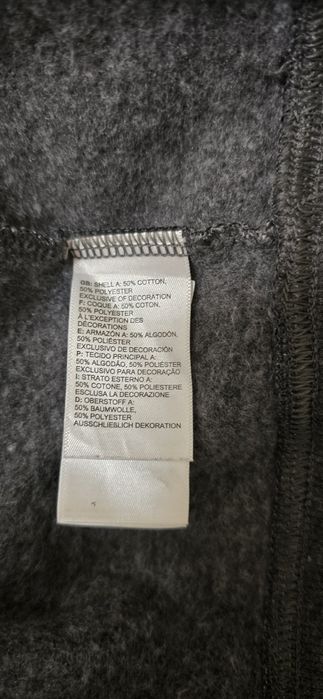 GB: SHELL A: 50% COTTON,
50% POLYESTER
EXCLUSIVE OF DECORATION
F: COQUE A: 50% COTON,
50% POLYESTER
À L'EXCEPTION DES
DÉCORATIONS
E: ARMAZÓN A: 50% ALGODÓN,
50% POLIÉSTER
EXCLUSIVO DE DECORACIÓN
P: TECIDO PRINCIPAL A:
50% ALGODÃO, 50% POLIÉSTER
EXCLUSIVO PARA DECORAÇÃO
I: STRATO ESTERNO A:
50% COTONE, 50% POLIESTERE
ESCLUSA LA DECORAZIONE
D: OBERSTOFF A:
50% BAUMWOLLE,
50% POLYESTER
AUSSCHLIEßLICH DEKORATION